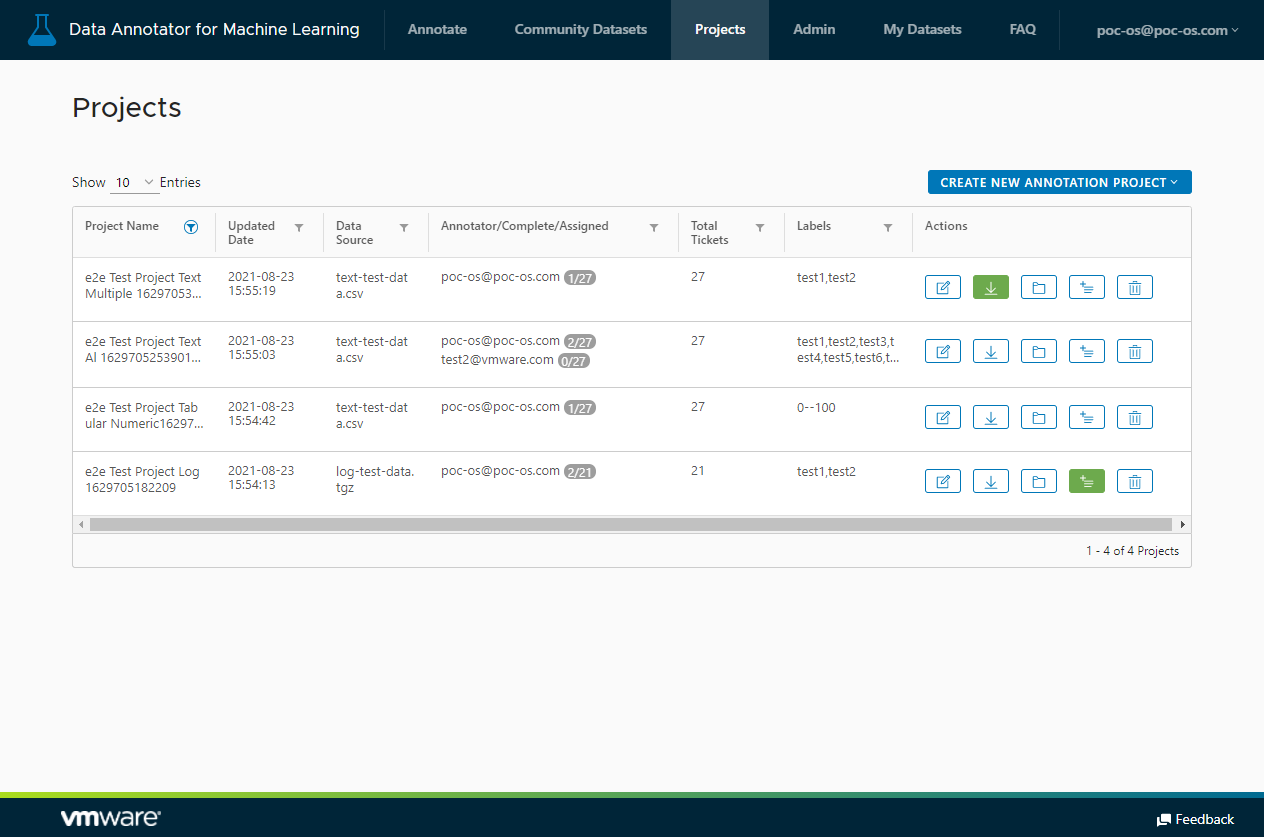 Data Annotator for Machine Learning
Annotate
Community Datasets
Projects
Admin
My Datasets
FAQ
poc-os@poc-os.com
Projects
Show 10 Entries
CREATE NEW ANNOTATION PROJECT
Project Name
Updated
Date
Data
Source
Annotator/Complete/Assigned
Total
Tickets
Labels
Actions
e2e Test Project Text
Multiple 16297053...
2021-08-23
15:55:19
text-test-dat
a.csv
poc-os@poc-os.com 1/27
27
test1,test2
e2e Test Project Text
Al 1629705253901...
2021-08-23
15:55:03
text-test-dat
a.csv
poc-os@poc-os.com 2/27
test2@vmware.com 0/27
27
test1,test2,test3,t
est4,test5,test6,t...
e2e Test Project Tab
ular Numeric16297...
2021-08-23
15:54:42
text-test-dat
a.csv
poc-os@poc-os.com 1/27
27
0--100
e2e Test Project Log
1629705182209
2021-08-23
15:54:13
log-test-data.
tgz
poc-os@poc-os.com 2/21
21
test1,test2
1 - 4 of 4 Projects
vmware
Feedback